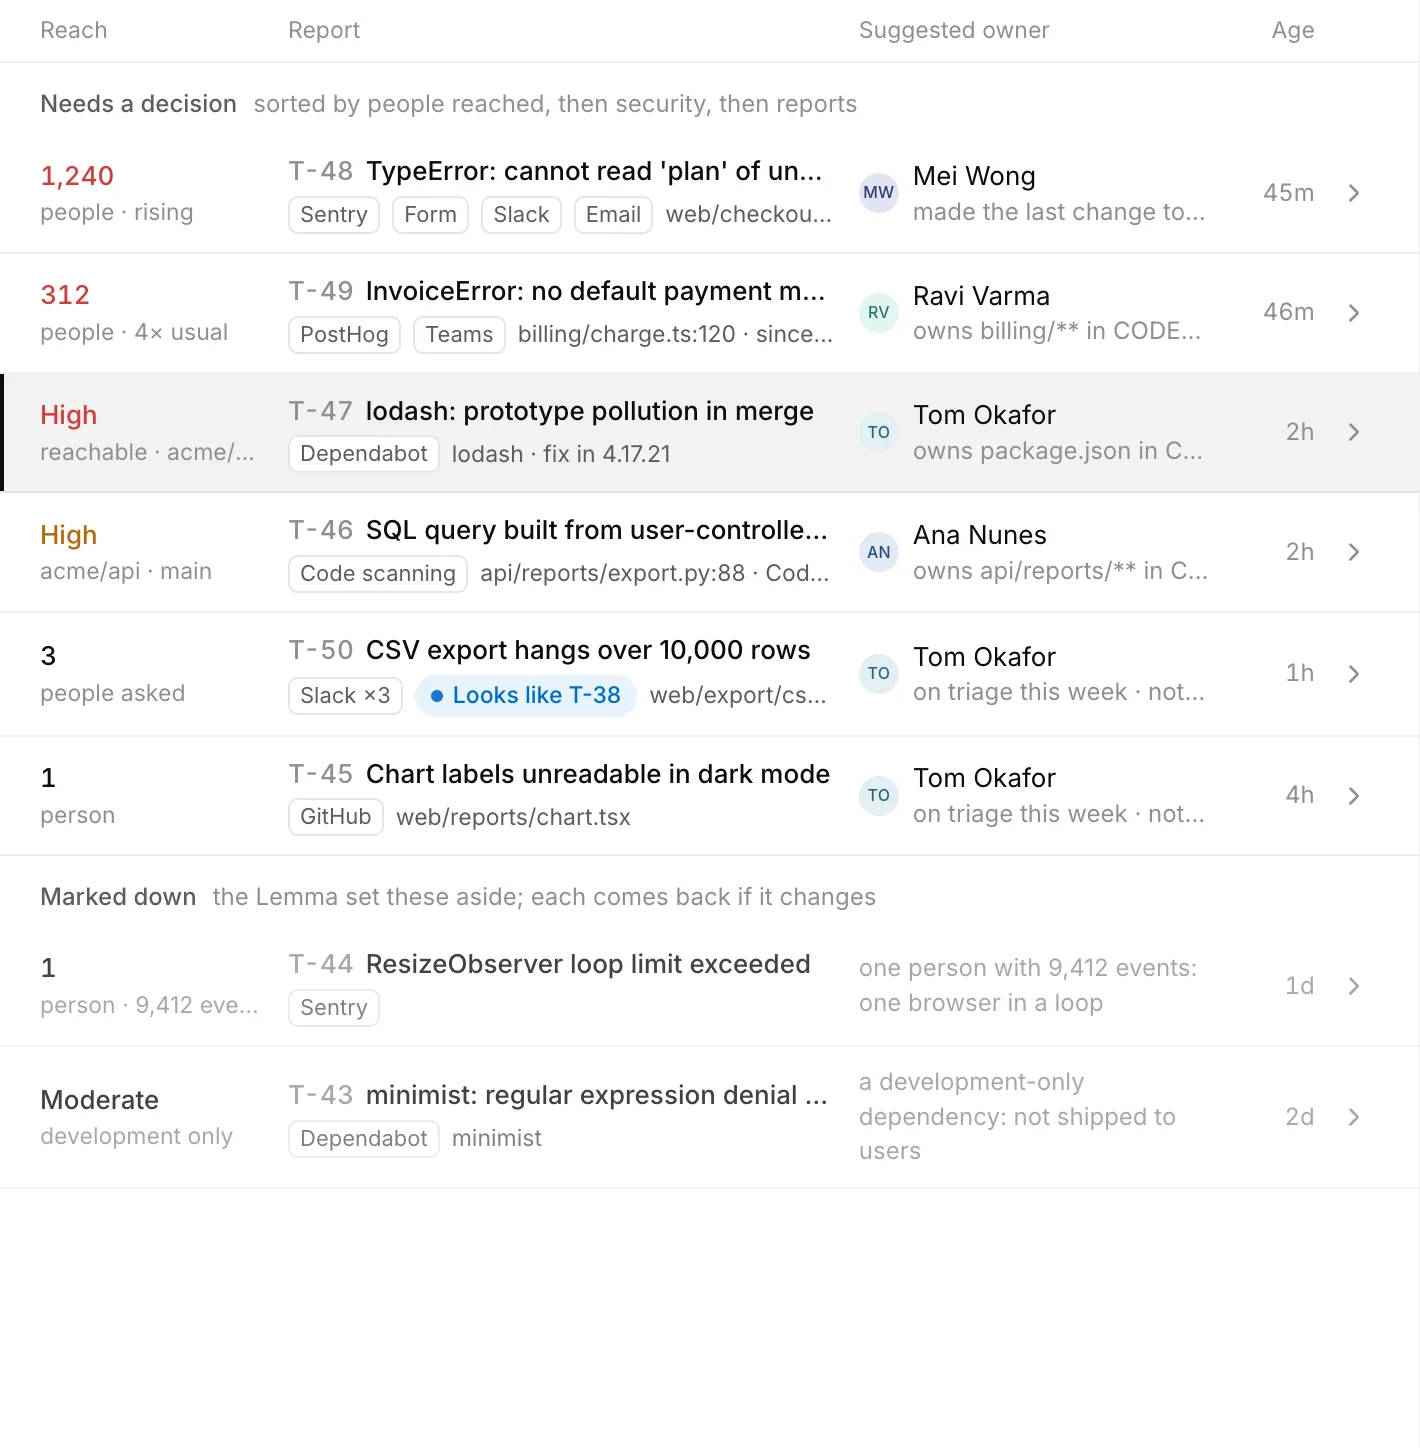 Reach Report Suggested owner Age
Needs a decision sorted by people reached, then security, then reports
1,240
people · rising
T-48 TypeError: cannot read 'plan' of un...
Sentry Form Slack Email web/checkou...
MW
Mei Wong
made the last change to...
45m
312
people · 4× usual
T-49 InvoiceError: no default payment m...
PostHog Teams billing/charge.ts:120 · since...
RV
Ravi Varma
owns billing/** in CODE...
46m
High
reachable · acme/...
T-47 lodash: prototype pollution in merge
Dependabot lodash · fix in 4.17.21
TO
Tom Okafor
owns package.json in C...
2h
High
acme/api · main
T-46 SQL query built from user-controlle...
Code scanning api/reports/export.py:88 · Cod...
AN
Ana Nunes
owns api/reports/** in C...
2h
3
people asked
T-50 CSV export hangs over 10,000 rows
Slack ×3 Looks like T-38 web/export/cs...
TO
Tom Okafor
on triage this week · not...
1h
1
person
T-45 Chart labels unreadable in dark mode
GitHub web/reports/chart.tsx
TO
Tom Okafor
on triage this week · not...
4h
Marked down the Lemma set these aside; each comes back if it changes
1
person · 9,412 eve...
T-44 ResizeObserver loop limit exceeded
Sentry
one person with 9,412 events:
one browser in a loop
1d
Moderate
development only
T-43 minimist: regular expression denial ...
Dependabot minimist
a development-only
dependency: not shipped to
users
2d